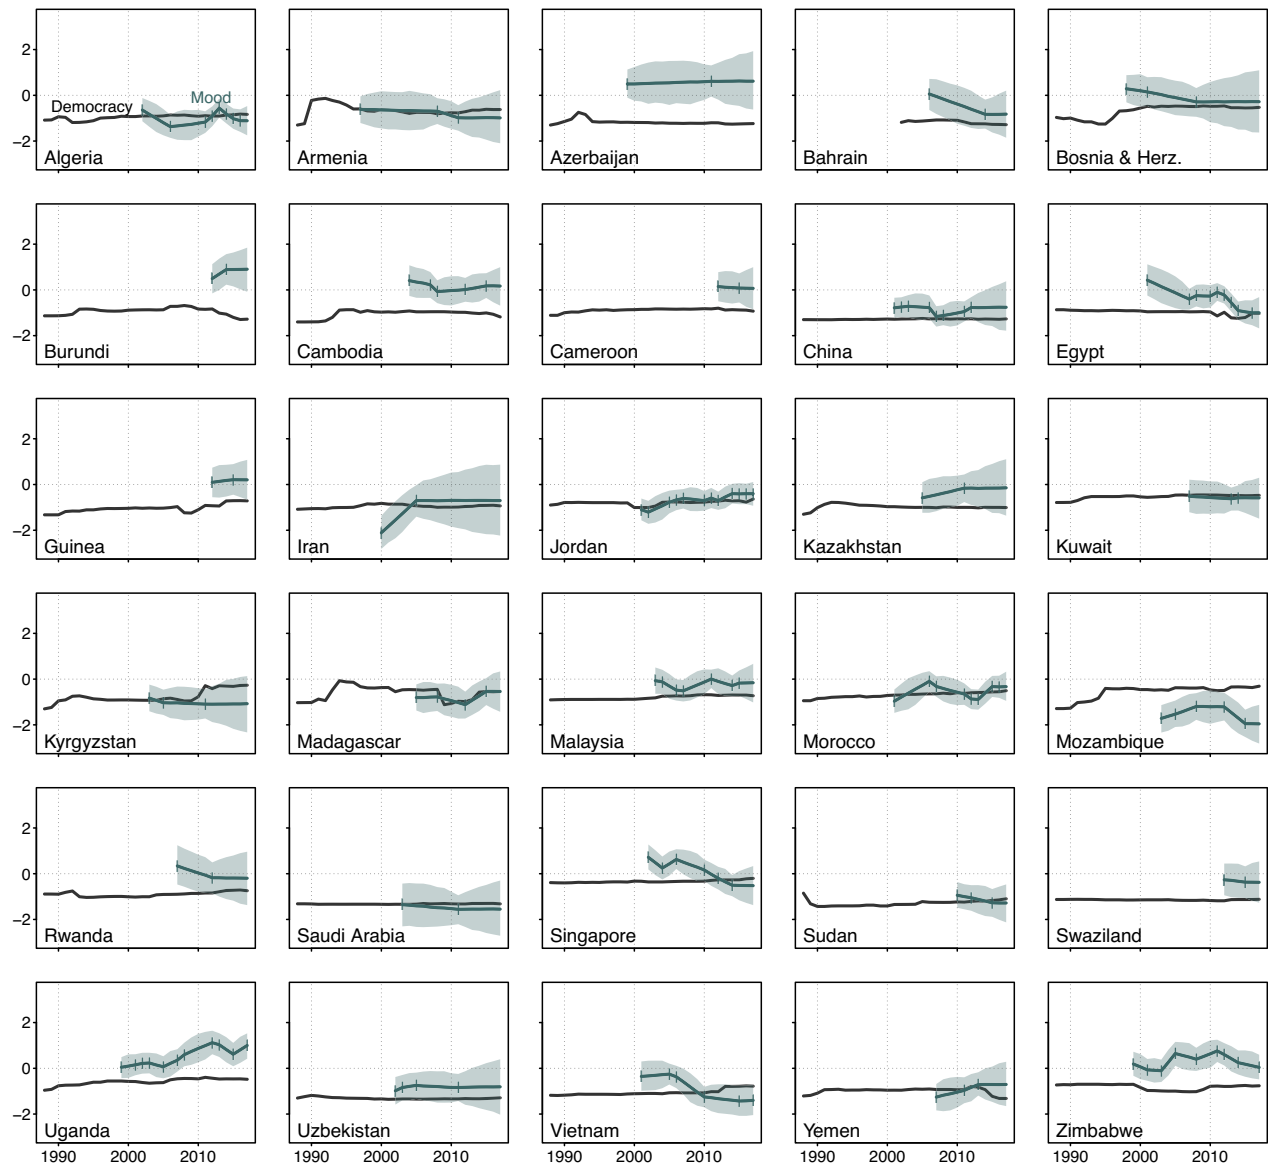 2
0
−2
Democracy
Mood
Algeria
Armenia
Azerbaijan
Bahrain
Bosnia & Herz.
2
0
−2
Burundi
Cambodia
Cameroon
China
Egypt
2
0
−2
Guinea
Iran
Jordan
Kazakhstan
Kuwait
2
0
−2
Kyrgyzstan
Madagascar
Malaysia
Morocco
Mozambique
2
0
−2
Rwanda
Saudi Arabia
Singapore
Sudan
Swaziland
2
0
−2
Uganda
Uzbekistan
Vietnam
Yemen
Zimbabwe
1990 2000 2010 1990 2000 2010 1990 2000 2010 1990 2000 2010 1990 2000 2010